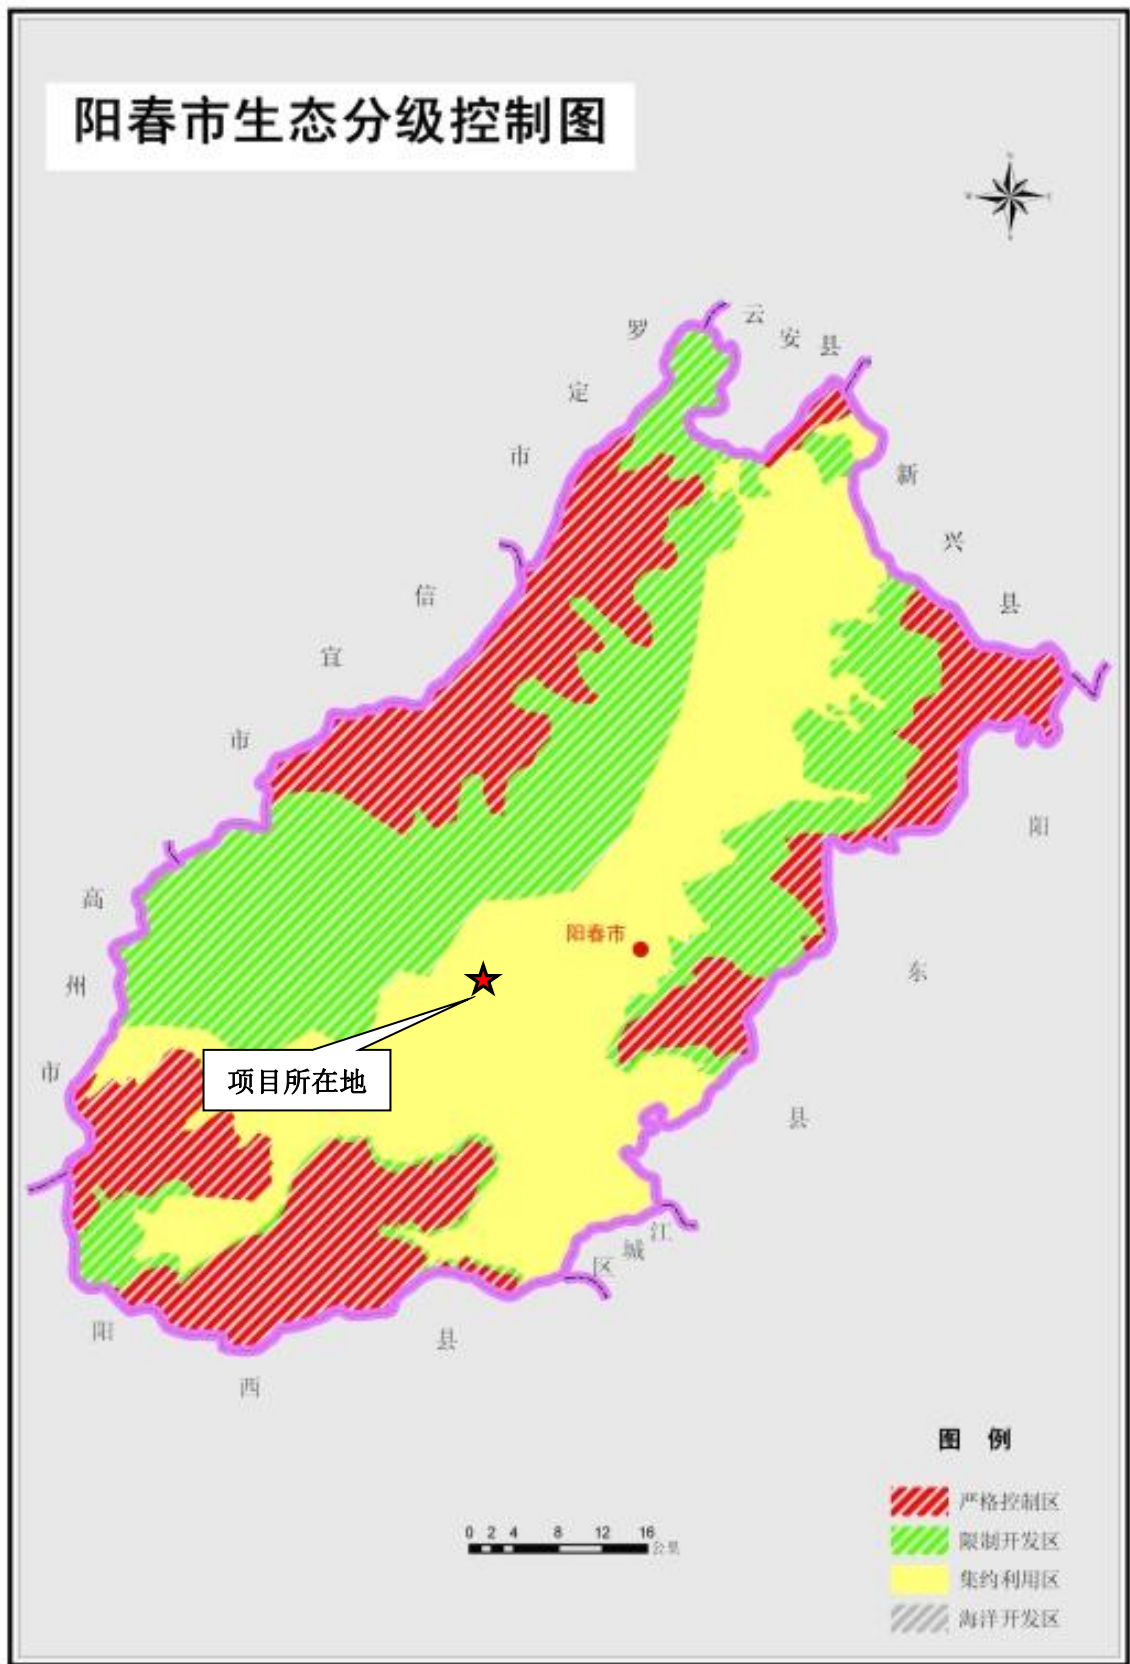 阳春市生态分级控制图
云安县
罗定市
新兴县
信宜市
阳东县
高州市
阳春市
项目所在地
江城区
阳西县
图 例
严格控制区
限制开发区
集约利用区
海洋开发区
0 2 4 8 12 16
公里